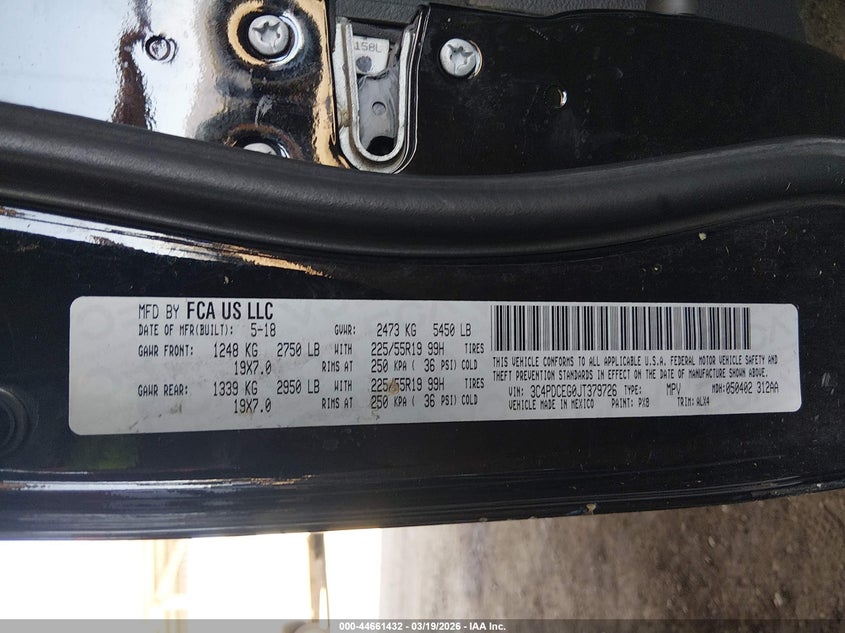 158L
MFD BY FCA US LLC
DATE OF MFR(BUILT): 5-18 GVWR: 2473 KG 5450 LB
GAWR FRONT: 1248 KG 2750 LB WITH 225/55R19 99H TIRES
19X7.0 RIMS AT 250 KPA ( 36 PSI) COLD
GAWR REAR: 1339 KG 2950 LB WITH 225/55R19 99H TIRES
19X7.0 RIMS AT 250 KPA ( 36 PSI) COLD
THIS VEHICLE CONFORMS TO ALL APPLICABLE U.S.A. FEDERAL MOTOR VEHICLE SAFETY AND
THEFT PREVENTION STANDARDS IN EFFECT ON THE DATE OF MANUFACTURE SHOWN ABOVE.
VIN: 3C4PDCEG0JT379726 TYPE: MPV MDH: 050402 312AA
VEHICLE MADE IN MEXICO PAINT: PX8 TRIM: ALX4
000-44661432 - 03/19/2026 - IAA Inc.